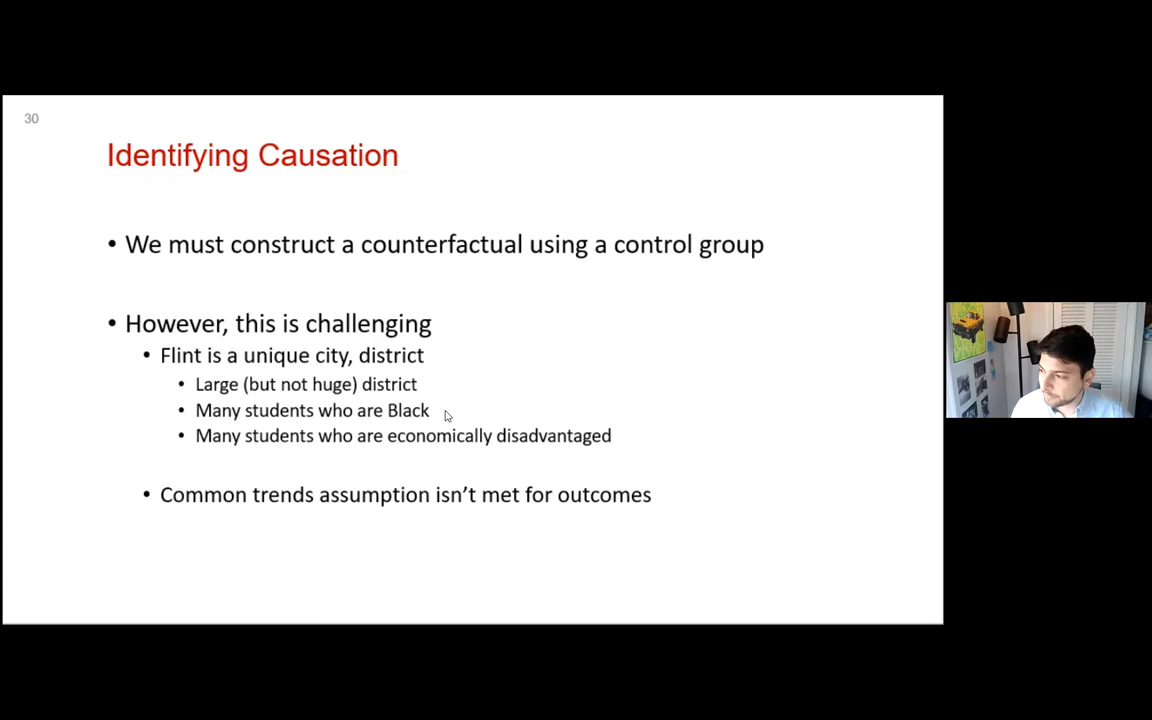 30
Identifying Causation
• We must construct a counterfactual using a control group
• However, this is challenging
• Flint is a unique city, district
• Large (but not huge) district
• Many students who are Black
• Many students who are economically disadvantaged
• Common trends assumption isn’t met for outcomes